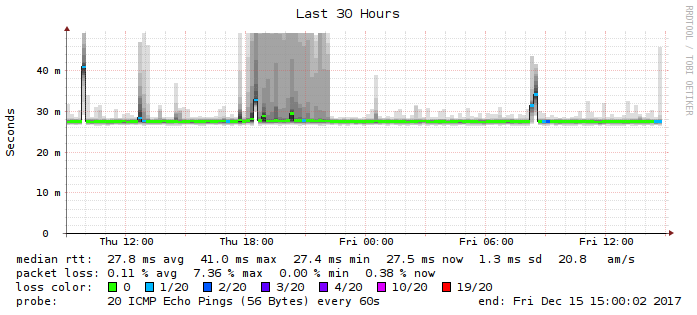 Last 30 Hours
RRDTOOL / TOBI OETIKER
Seconds
40 m
30 m
20 m
10 m
0
Thu 12:00 Thu 18:00 Fri 00:00 Fri 06:00 Fri 12:00
median rtt: 27.8 ms avg 41.0 ms max 27.4 ms min 27.5 ms now 1.3 ms sd 20.8 am/s
packet loss: 0.11 % avg 7.36 % max 0.00 % min 0.38 % now
loss color: 0 1/20 2/20 3/20 4/20 10/20 19/20
probe: 20 ICMP Echo Pings (56 Bytes) every 60s end: Fri Dec 15 15:00:02 2017